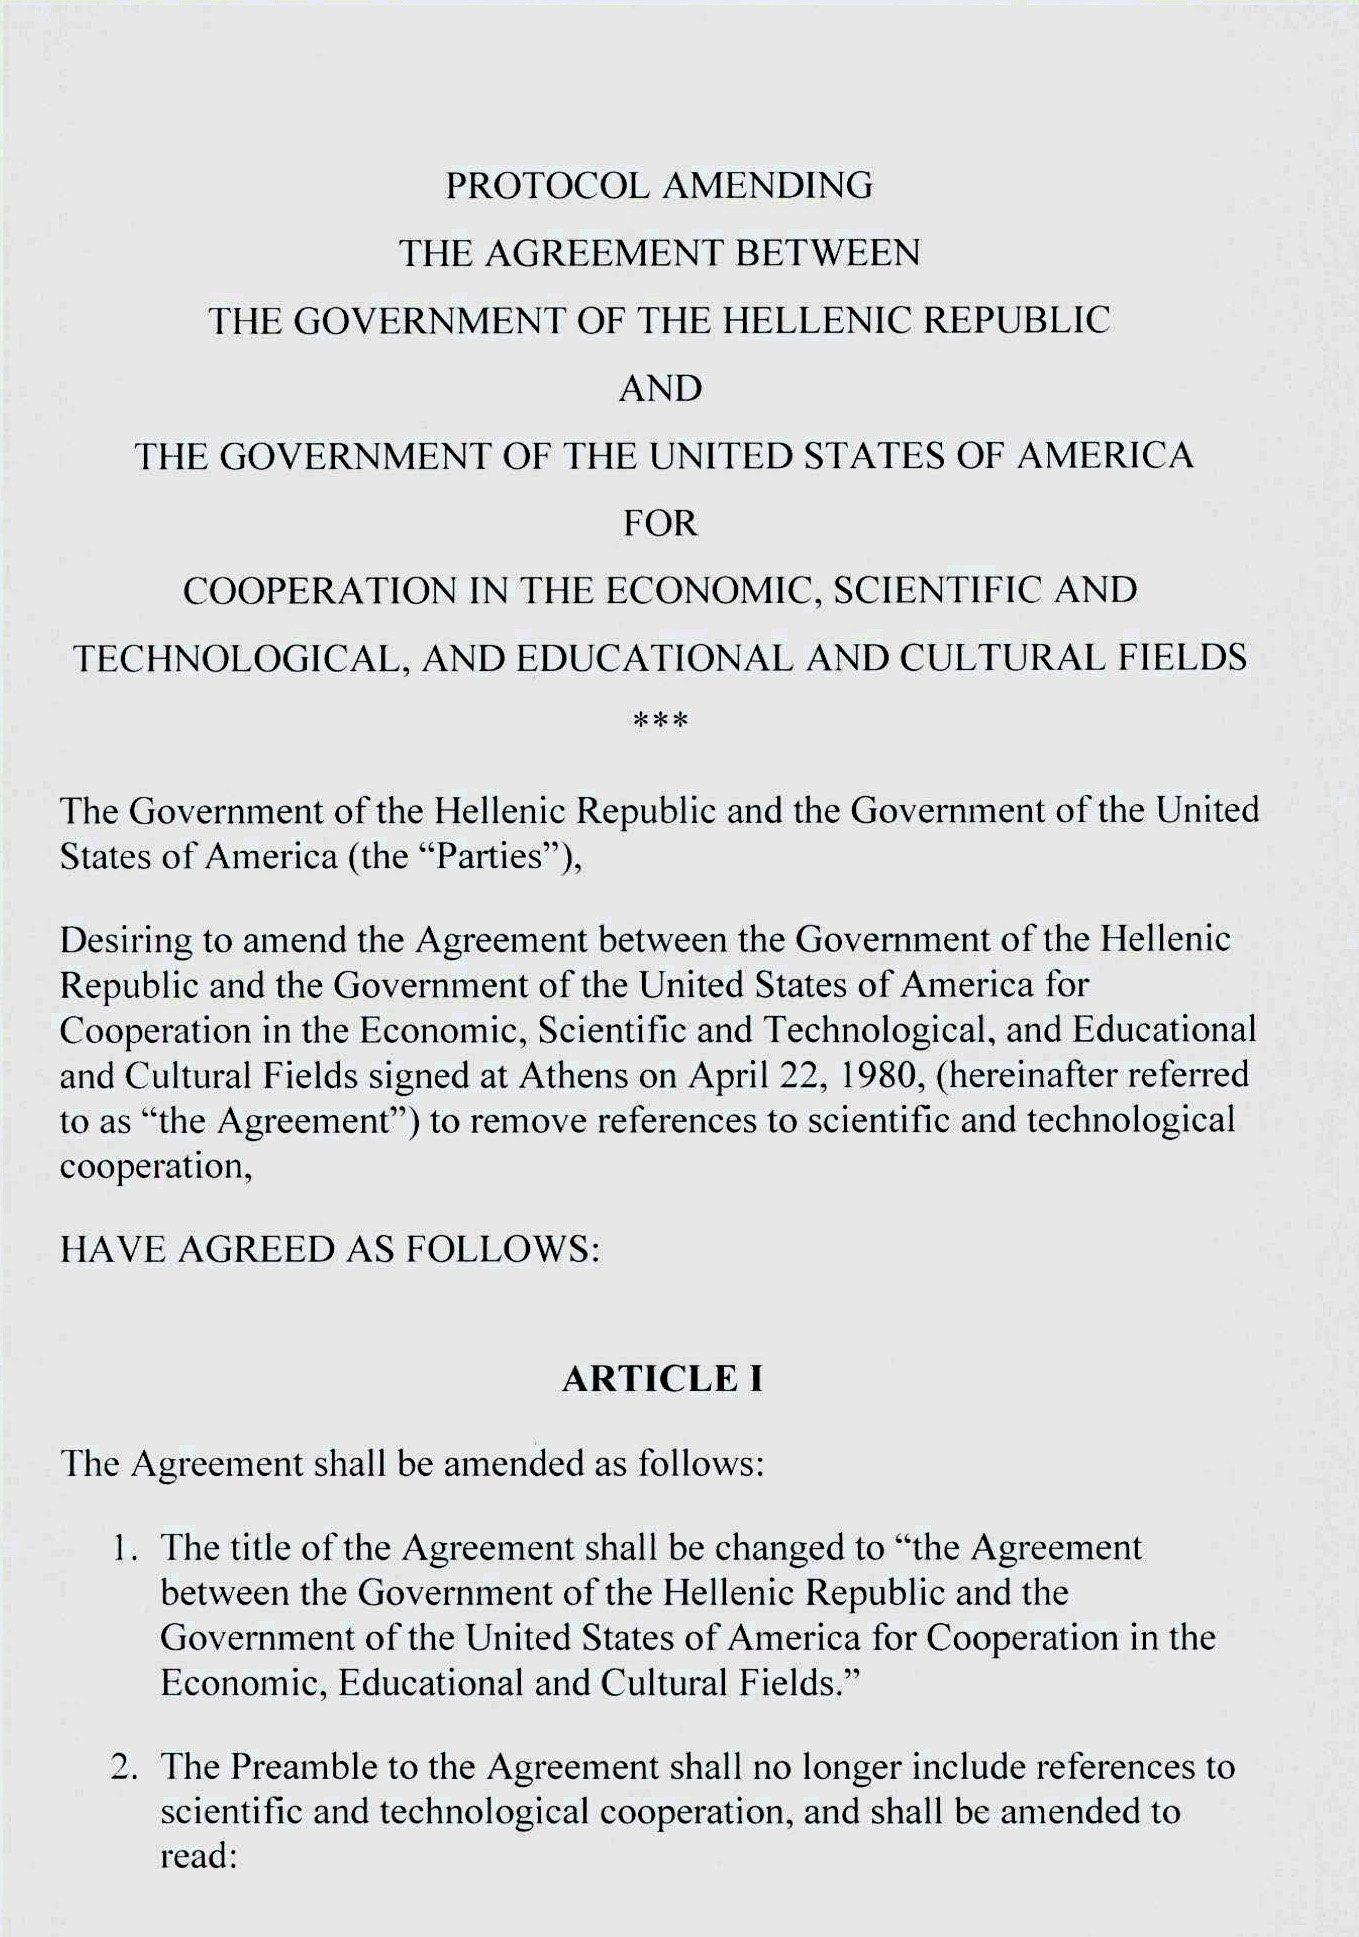 PROTOCOL AMENDING
THE AGREEMENT BETWEEN
THE GOVERNMENT OF THE HELLENIC REPUBLIC
AND
THE GOVERNMENT OF THE UNITED STATES OF AMERICA
FOR
COOPERATION IN THE ECONOMIC, SCIENTIFIC AND
TECHNOLOGICAL, AND EDUCATIONAL AND CULTURAL FIELDS
***
The Government of the Hellenic Republic and the Government of the United
States of America (the “Parties”),
Desiring to amend the Agreement between the Government of the Hellenic
Republic and the Government of the United States of America for
Cooperation in the Economic, Scientific and Technological, and Educational
and Cultural Fields signed at Athens on April 22, 1980, (hereinafter referred
to as “the Agreement”) to remove references to scientific and technological
cooperation,
HAVE AGREED AS FOLLOWS:
ARTICLE I
The Agreement shall be amended as follows:
1. The title of the Agreement shall be changed to “the Agreement
between the Government of the Hellenic Republic and the
Government of the United States of America for Cooperation in the
Economic, Educational and Cultural Fields.”
2. The Preamble to the Agreement shall no longer include references to
scientific and technological cooperation, and shall be amended to
read: